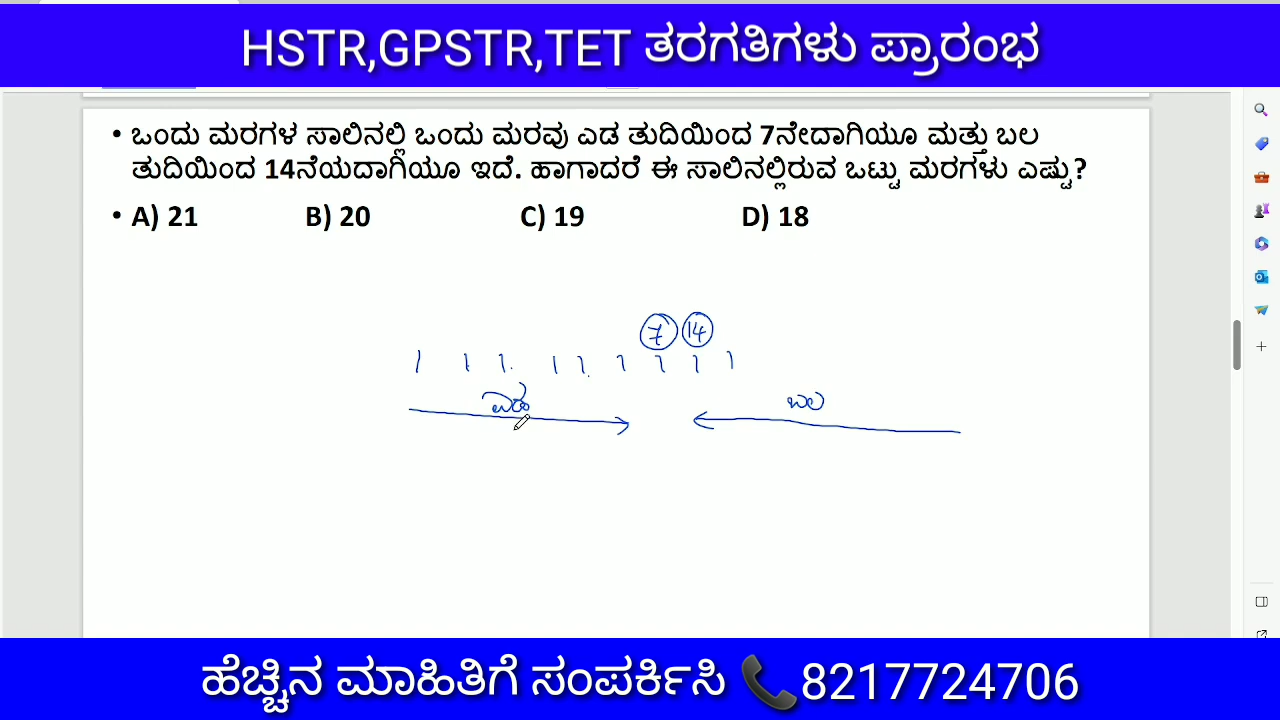 HSTR,GPSTR,TET ತರಗತಿಗಳು ಪ್ರಾರಂಭ
• ಒಂದು ಮರಗಳ ಸಾಲಿನಲ್ಲಿ ಒಂದು ಮರವು ಎಡ ತುದಿಯಿಂದ 7ನೇದಾಗಿಯೂ ಮತ್ತು ಬಲ
ತುದಿಯಿಂದ 14ನೆಯದಾಗಿಯೂ ಇದೆ. ಹಾಗಾದರೆ ಈ ಸಾಲಿನಲ್ಲಿರುವ ಒಟ್ಟು ಮರಗಳು ಎಷ್ಟು?
• A) 21 B) 20 C) 19 D) 18
7 14
ಬಲ
ಹೆಚ್ಚಿನ ಮಾಹಿತಿಗೆ ಸಂಪರ್ಕಿಸಿ 📞8217724706